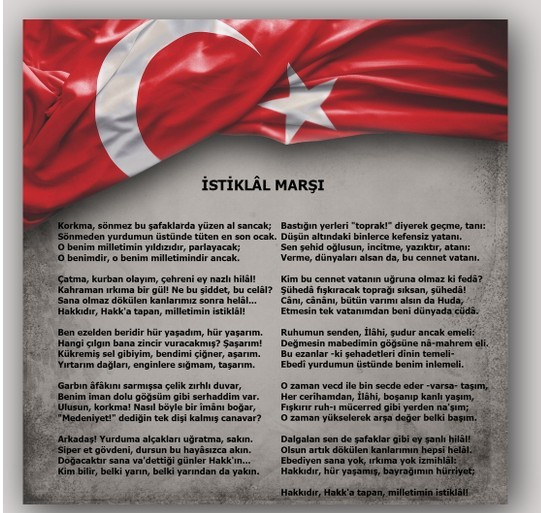 İSTİKLÂL MARŞI
Korkma, sönmez bu şafaklarda yüzen al sancak;
Sönmeden yurdumun üstünde tüten en son ocak.
O benim milletimin yıldızıdır, parlayacak;
O benimdir, o benim milletimindir ancak.
Çatma, kurban olayım, çehreni ey nazlı hilâl!
Kahraman ırkıma bir gül! Ne bu şiddet, bu celâl?
Sana olmaz dökülen kanlarımız sonra helâl...
Hakkıdır, Hakk'a tapan, milletimin istiklâl!
Ben ezelden beridir hür yaşadım, hür yaşarım.
Hangi çılgın bana zincir vuracakmış? Şaşarım!
Kükremiş sel gibiyim, bendimi çiğner, aşarım.
Yırtarım dağları, enginlere sığmam, taşarım.
Garbın âfâkını sarmışsa çelik zırhlı duvar,
Benim iman dolu göğsüm gibi serhaddim var.
Ulusun, korkma! Nasıl böyle bir îmânı boğar,
"Medeniyet!" dediğin tek dişi kalmış canavar?
Arkadaş! Yurduma alçakları uğratma, sakın.
Siper et gövdeni, dursun bu hayâsızca akın.
Doğacaktır sana va'dettiği günler Hakk'ın...
Kim bilir, belki yarın, belki yarından da yakın.
Bastığın yerleri "toprak!" diyerek geçme, tanı:
Düşün altındaki binlerce kefensiz yatanı.
Sen şehid oğlusun, incitme, yazıktır, atanı:
Verme, dünyaları alsan da, bu cennet vatanı.
Kim bu cennet vatanın uğruna olmaz ki fedâ?
Şühedâ fışkıracak toprağı sıksan, şühedâ!
Cânı, cânânı, bütün varımı alsın da Huda,
Etmesin tek vatanımdan beni dünyada cüdâ.
Ruhumun senden, İlâhi, şudur ancak emeli:
Değmesin mabedimin göğsüne nâ-mahrem eli.
Bu ezanlar -ki şehadetleri dinin temeli-
Ebedî yurdumun üstünde benim inlemeli.
O zaman vecd ile bin secde eder -varsa- taşım,
Her cerihamdan, İlâhi, boşanıp kanlı yaşım,
Fışkırır ruh-ı mücerred gibi yerden na'şım;
O zaman yükselerek arşa değer belki başım.
Dalgalan sen de şafaklar gibi ey şanlı hilâl!
Olsun artık dökülen kanlarımın hepsi helâl.
Ebediyen sana yok, ırkıma yok izmihlâl:
Hakkıdır, hür yaşamış, bayrağımın hürriyet;
Hakkıdır, Hakk'a tapan, milletimin istiklâl!